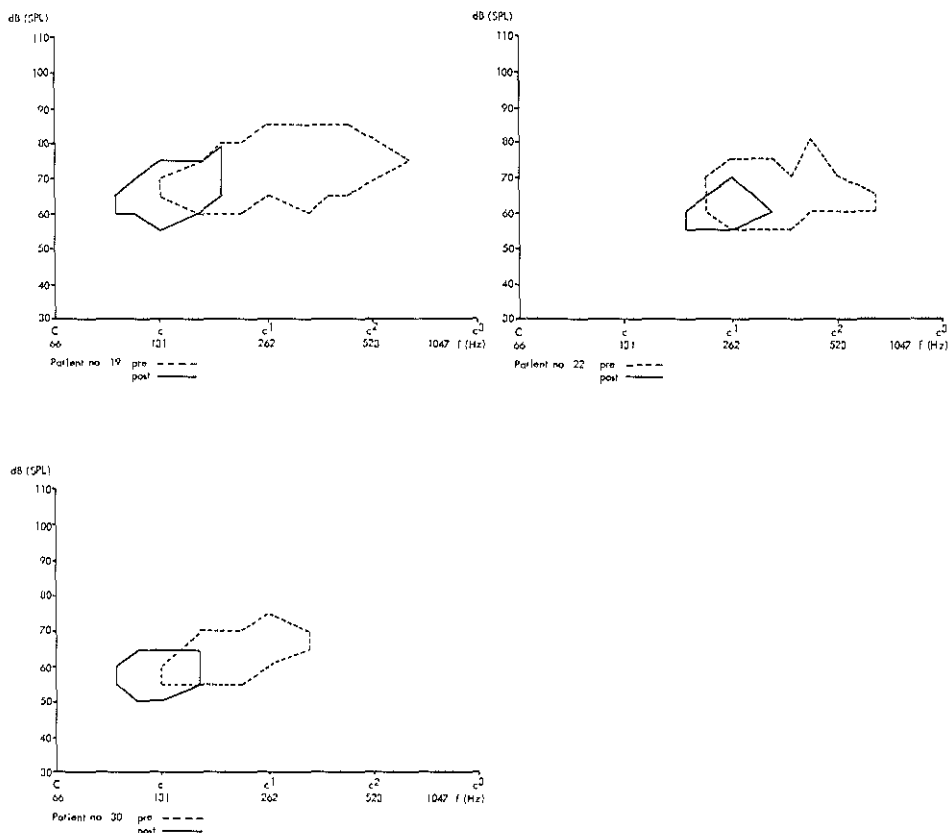 dB (SPL)
110
100
90
80
70
60
50
40
30
C c c1 c2 c3
66 131 262 523 1047 f (Hz)
Patient no 19 pre
post
dB (SPL)
110
100
90
80
70
60
50
40
30
C c c1 c2 c3
66 131 262 523 1047 f (Hz)
Patient no 22 pre
post
dB (SPL)
110
100
90
80
70
60
50
40
30
C c c1 c2 c3
66 131 262 523 1047 f (Hz)
Patient no 30 pre
post